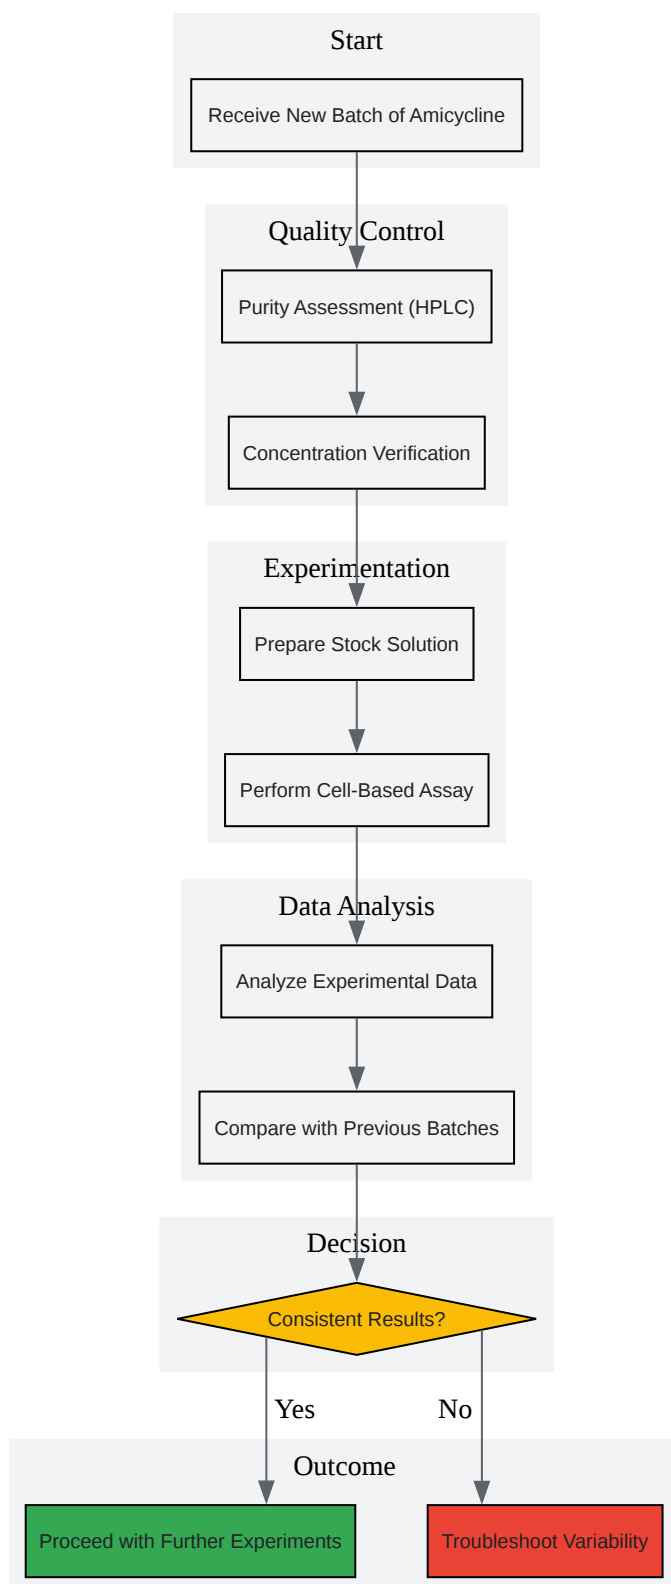 Start
Receive New Batch of Amicycline
Quality Control
Purity Assessment (HPLC)
Concentration Verification
Experimentation
Prepare Stock Solution
Perform Cell-Based Assay
Data Analysis
Analyze Experimental Data
Compare with Previous Batches
Decision
Consistent Results?
Yes
No
Outcome
Proceed with Further Experiments
Troubleshoot Variability